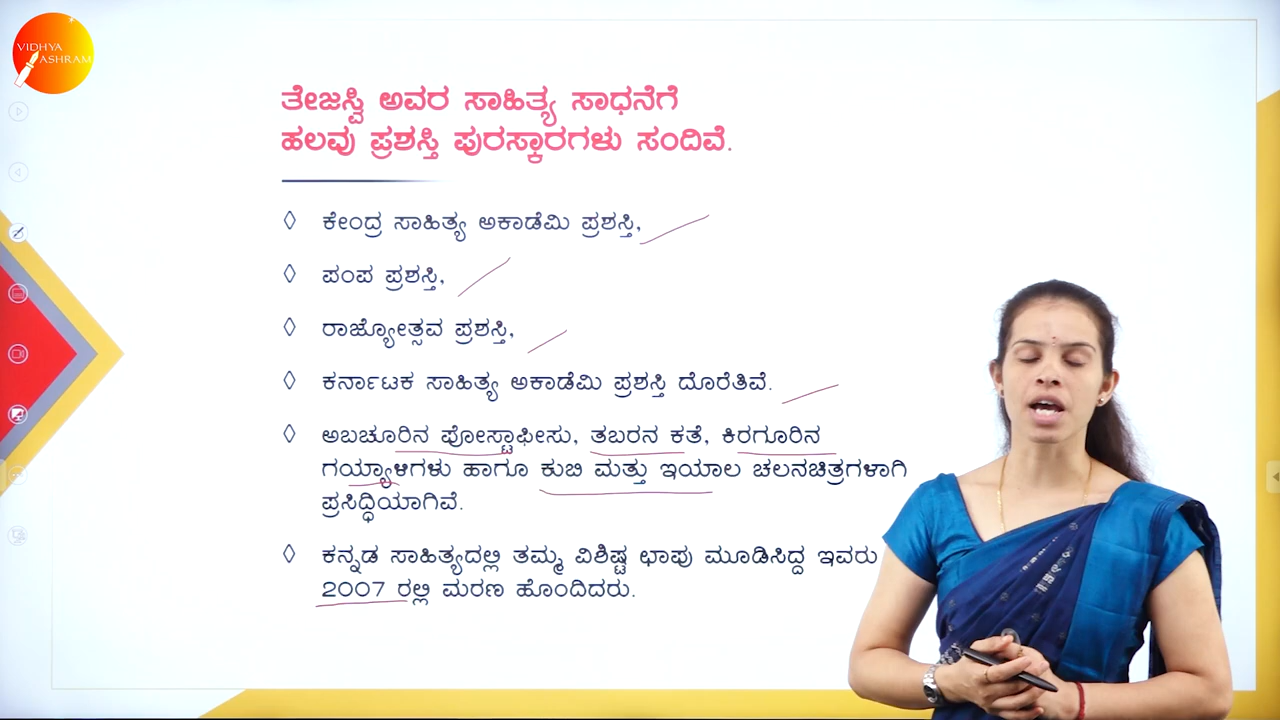 VIDHYA
ASHRAM
ತೇಜಸ್ವಿ ಅವರ ಸಾಹಿತ್ಯ ಸಾಧನೆಗೆ
ಹಲವು ಪ್ರಶಸ್ತಿ ಪುರಸ್ಕಾರಗಳು ಸಂದಿವೆ.
◊ ಕೇಂದ್ರ ಸಾಹಿತ್ಯ ಅಕಾಡೆಮಿ ಪ್ರಶಸ್ತಿ,
◊ ಪಂಪ ಪ್ರಶಸ್ತಿ,
◊ ರಾಜ್ಯೋತ್ಸವ ಪ್ರಶಸ್ತಿ,
◊ ಕರ್ನಾಟಕ ಸಾಹಿತ್ಯ ಅಕಾಡೆಮಿ ಪ್ರಶಸ್ತಿ ದೊರೆತಿವೆ.
◊ ಅಬಚೂರಿನ ಪೋಸ್ಟಾಫೀಸು, ತಬರನ ಕತೆ, ಕಿರಗೂರಿನ
ಗಯ್ಯಾಳಿಗಳು ಹಾಗೂ ಕುಬಿ ಮತ್ತು ಇಯಾಲ ಚಲನಚಿತ್ರಗಳಾಗಿ
ಪ್ರಸಿದ್ಧಿಯಾಗಿವೆ.
◊ ಕನ್ನಡ ಸಾಹಿತ್ಯದಲ್ಲಿ ತಮ್ಮ ವಿಶಿಷ್ಟ ಛಾಪು ಮೂಡಿಸಿದ್ದ ಇವರು
2007 ರಲ್ಲಿ ಮರಣ ಹೊಂದಿದರು.